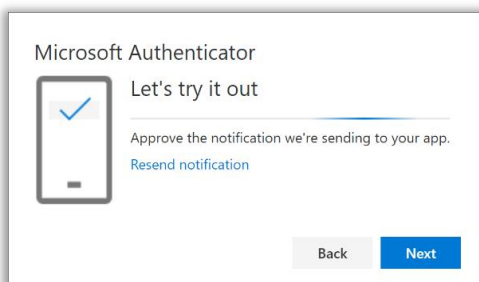 Microsoft Authenticator
Let's try it out
Approve the notification we're sending to your app.
Resend notification
Back
Next